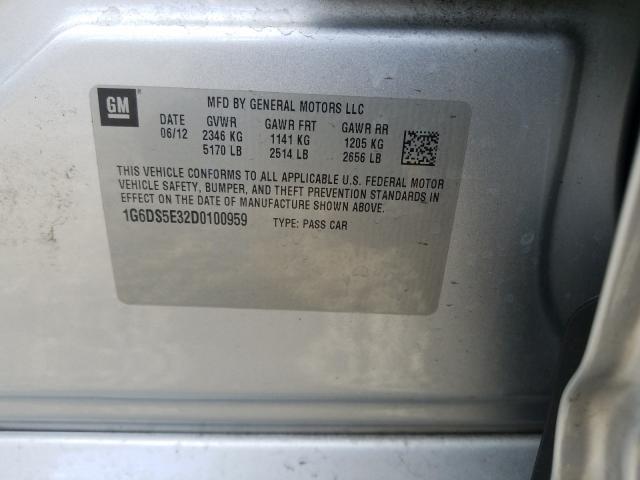 GM ® MFD BY GENERAL MOTORS LLC
DATE GVWR GAWR FRT GAWR RR
06/12 2346 KG 1141 KG 1205 KG
5170 LB 2514 LB 2656 LB
THIS VEHICLE CONFORMS TO ALL APPLICABLE U.S. FEDERAL MOTOR
VEHICLE SAFETY, BUMPER, AND THEFT PREVENTION STANDARDS IN
EFFECT ON THE DATE OF MANUFACTURE SHOWN ABOVE.
1G6DS5E32D0100959 TYPE: PASS CAR